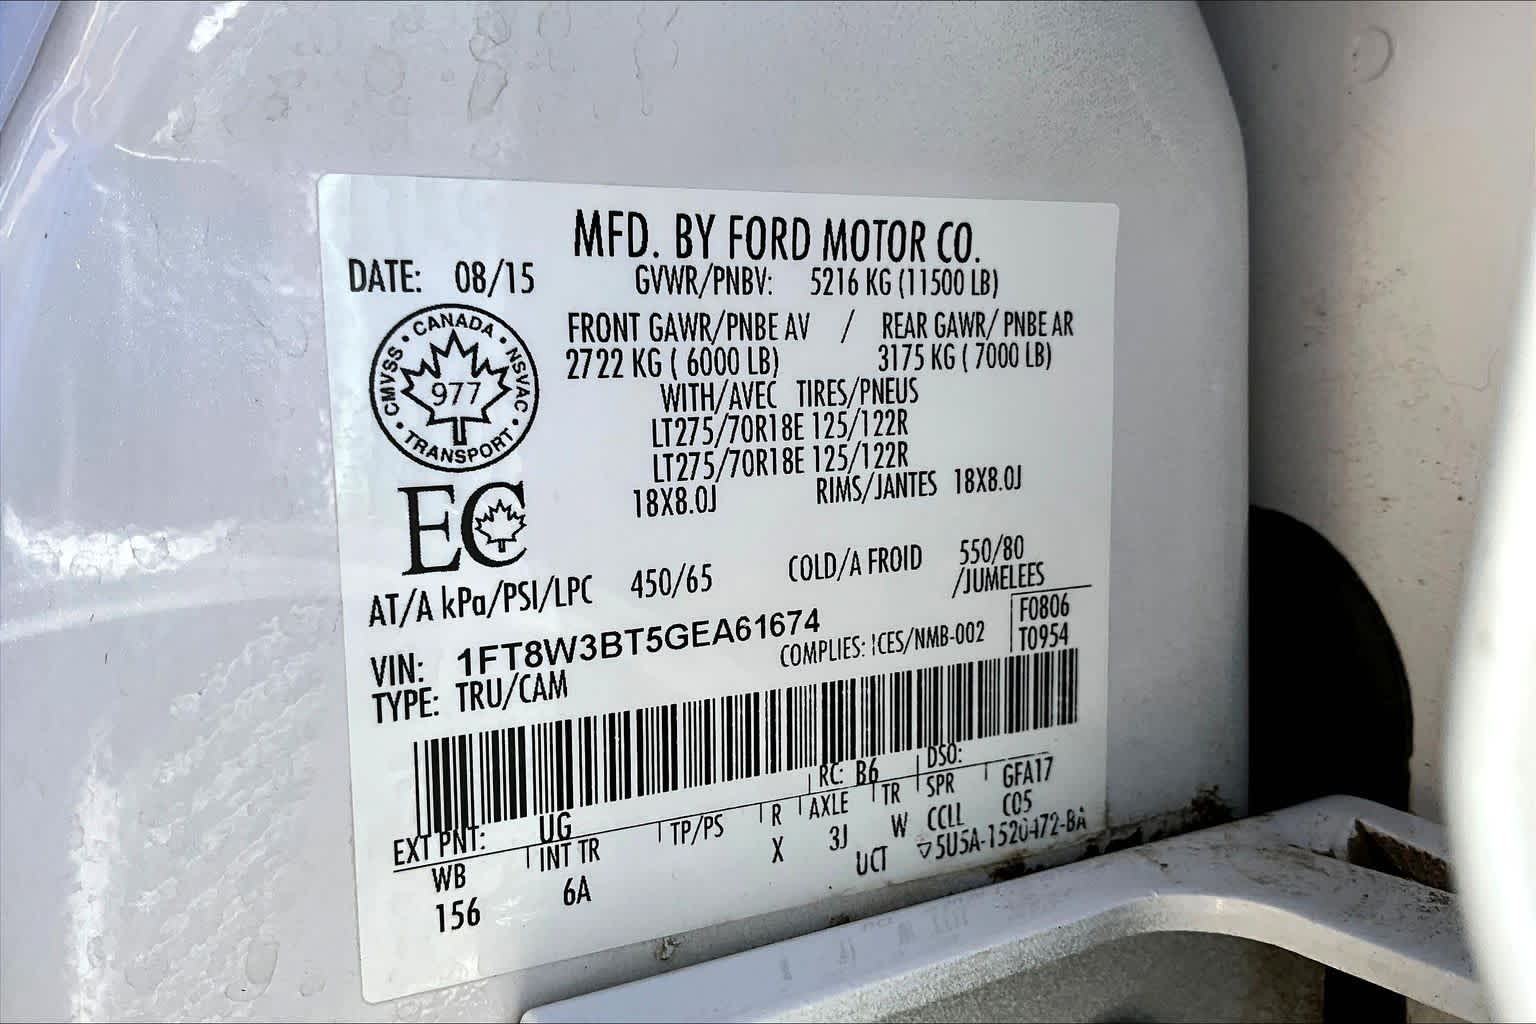 MFD. BY FORD MOTOR CO.
DATE: 08/15
GVWR/PNBV: 5216 KG (11500 LB)
FRONT GAWR/PNBE AV / REAR GAWR/ PNBE AR
2722 KG ( 6000 LB) 3175 KG ( 7000 LB)
WITH/AVEC TIRES/PNEUS
LT275/70R18E 125/122R
LT275/70R18E 125/122R
18X8.0J RIMS/JANTES 18X8.0J
CANADA
CMVSS · NSVAC
977
TRANSPORT
EC
AT/A kPa/PSI/LPC 450/65 COLD/A FROID 550/80
/JUMELEES
VIN: 1FT8W3BT5GEA61674
COMPLIES: ICES/NMB-002
F0806
T0954
TYPE: TRU/CAM
EXT PNT: UG RC: B6 DSO:
WB INT TR TP/PS R AXLE TR SPR GFA17
156 6A X 3J W CCLL C05
UCT ▽5U5A-1520472-BA